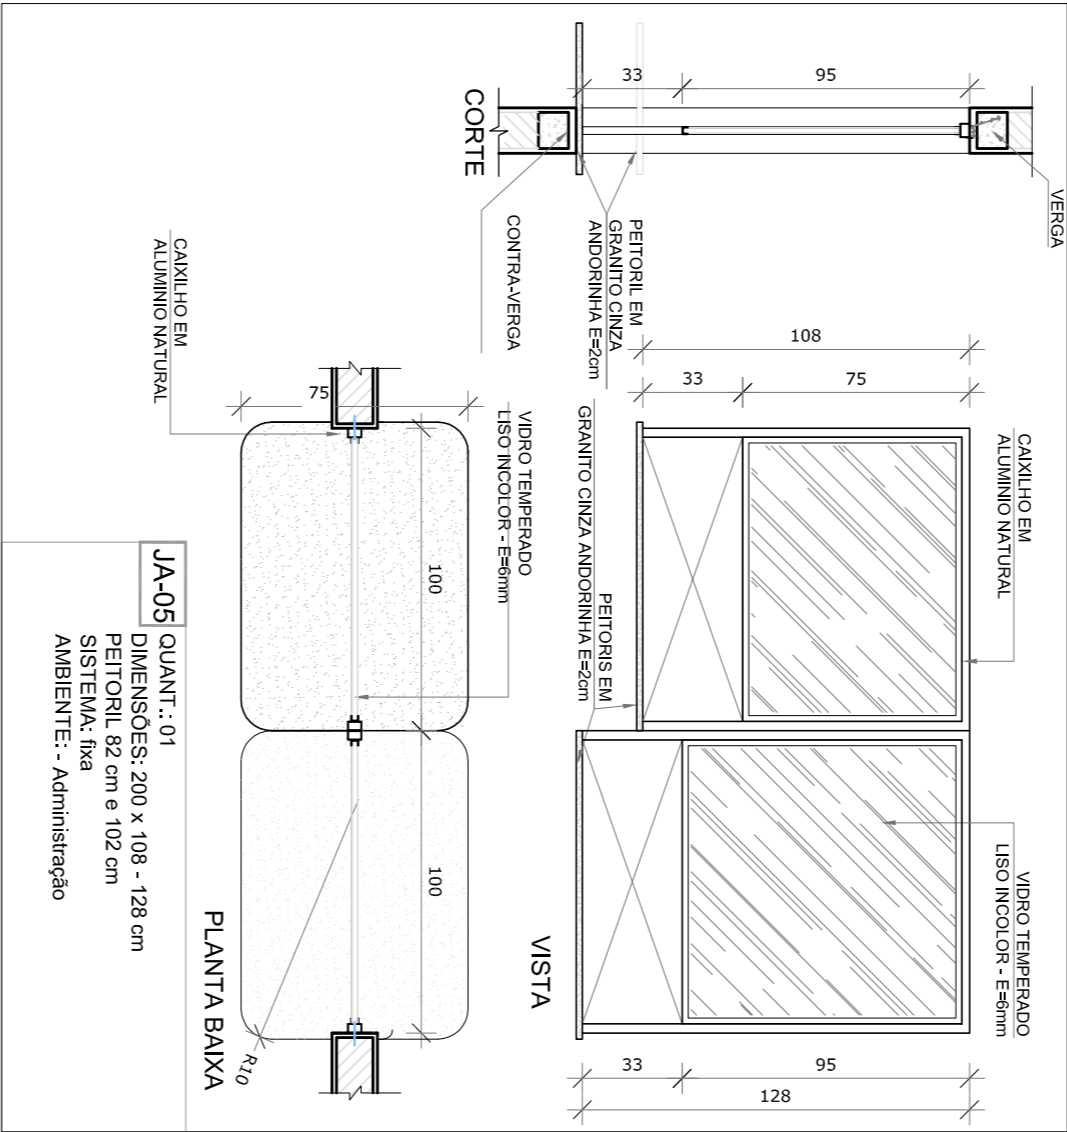 33
95
CORTE
VERGA
PEITORIL EM
GRANITO CINZA
ANDORINHA E=2cm
CONTRA-VERGA
108
33
75
CAIXILHO EM
ALUMINIO NATURAL
PEITORIS EM
GRANITO CINZA ANDORINHA E=2cm
VIDRO TEMPERADO
LISO INCOLOR - E=6mm
33
95
128
VISTA
CAIXILHO EM
ALUMINIO NATURAL
75
VIDRO TEMPERADO
LISO INCOLOR - E=6mm
100
100
R10
PLANTA BAIXA
JA-05
QUANT.: 01
DIMENSÕES: 200 x 108 - 128 cm
PEITORIL 82 cm e 102 cm
SISTEMA: fixa
AMBIENTE: - Administração